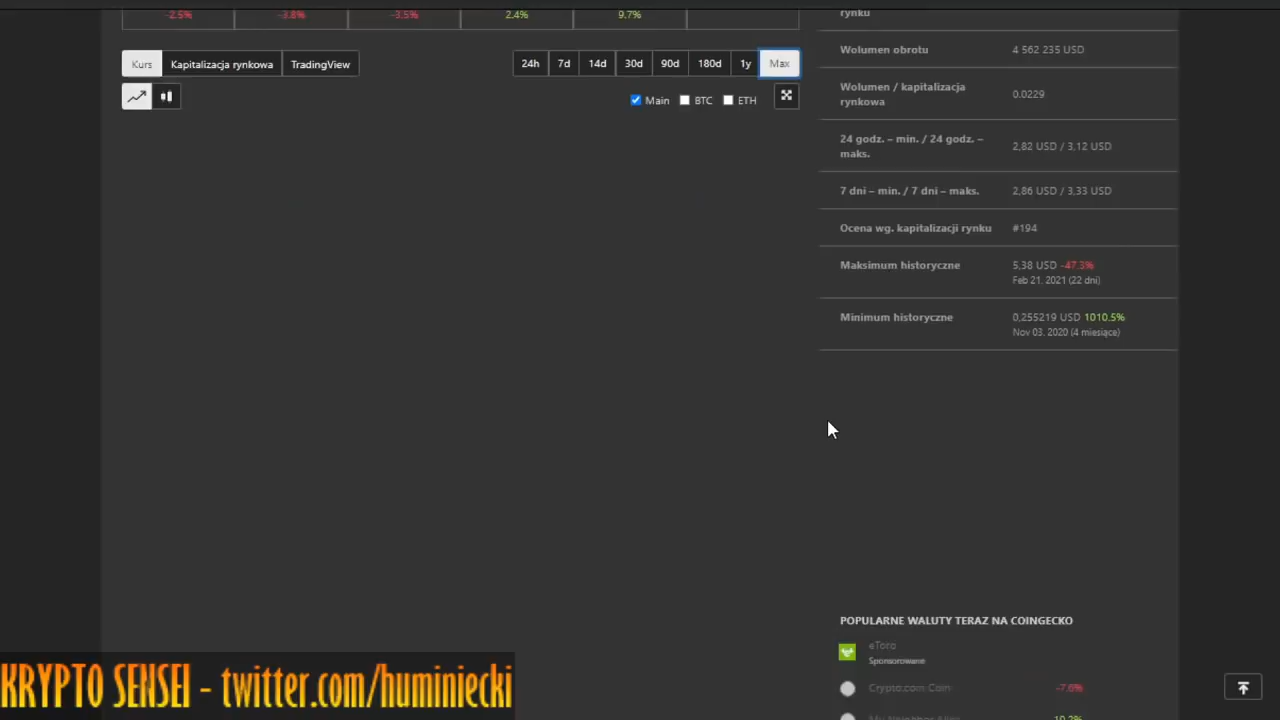 -2.5% -3.8% -3.5% 2.4% 9.7%
Kurs Kapitalizacja rynkowa TradingView 24h 7d 14d 30d 90d 180d 1y Max
Main BTC ETH
rynku
Wolumen obrotu 4 562 235 USD
Wolumen / kapitalizacja
rynkowa 0.0229
24 godz. – min. / 24 godz. –
maks. 2,82 USD / 3,12 USD
7 dni – min. / 7 dni – maks. 2,86 USD / 3,33 USD
Ocena wg. kapitalizacji rynku #194
Maksimum historyczne 5,38 USD -47.3%
Feb 21. 2021 (22 dni)
Minimum historyczne 0,255219 USD 1010.5%
Nov 03. 2020 (4 miesiące)
POPULARNE WALUTY TERAZ NA COINGECKO
eToro
Sponsorowane
Crypto.com Coin -7.6%
My Neighbor Alice 10.2%
KRYPTO SENSEI - twitter.com/huminiecki